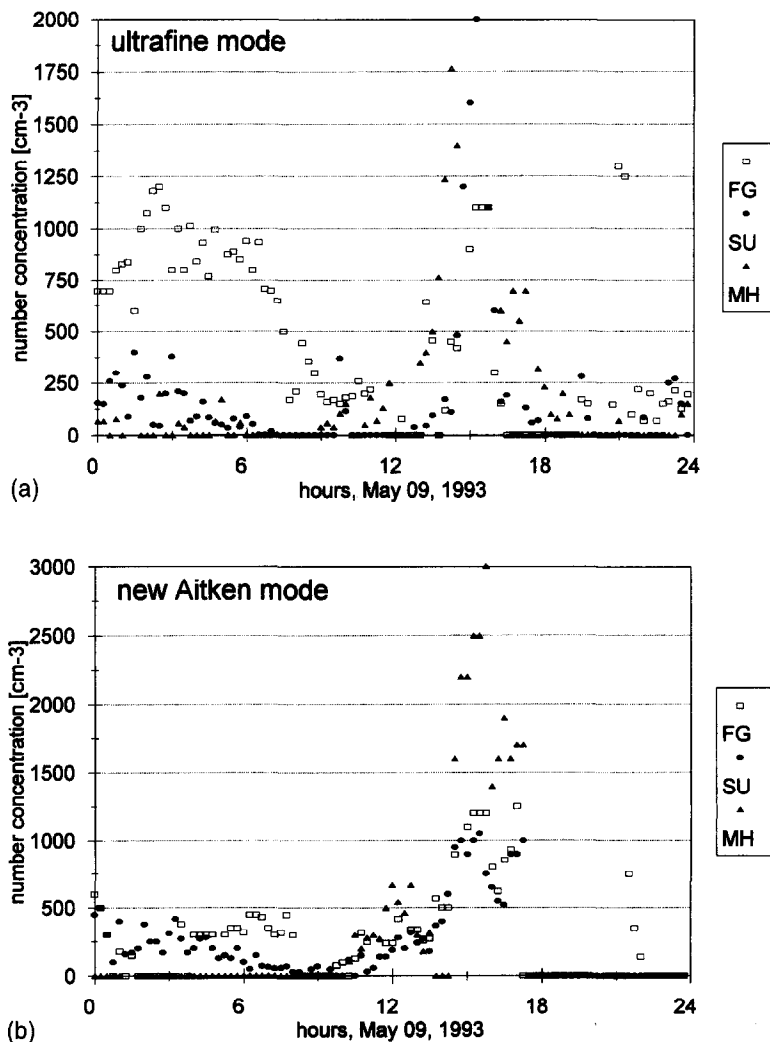 ultrafine mode
number concentration [cm-3]
2000
1750
1500
1250
1000
750
500
250
0
0 6 12 18 24
hours, May 09, 1993
FG
SU
MH
(a)
new Aitken mode
number concentration [cm-3]
3000
2500
2000
1500
1000
500
0
0 6 12 18 24
hours, May 09, 1993
FG
SU
MH
(b)